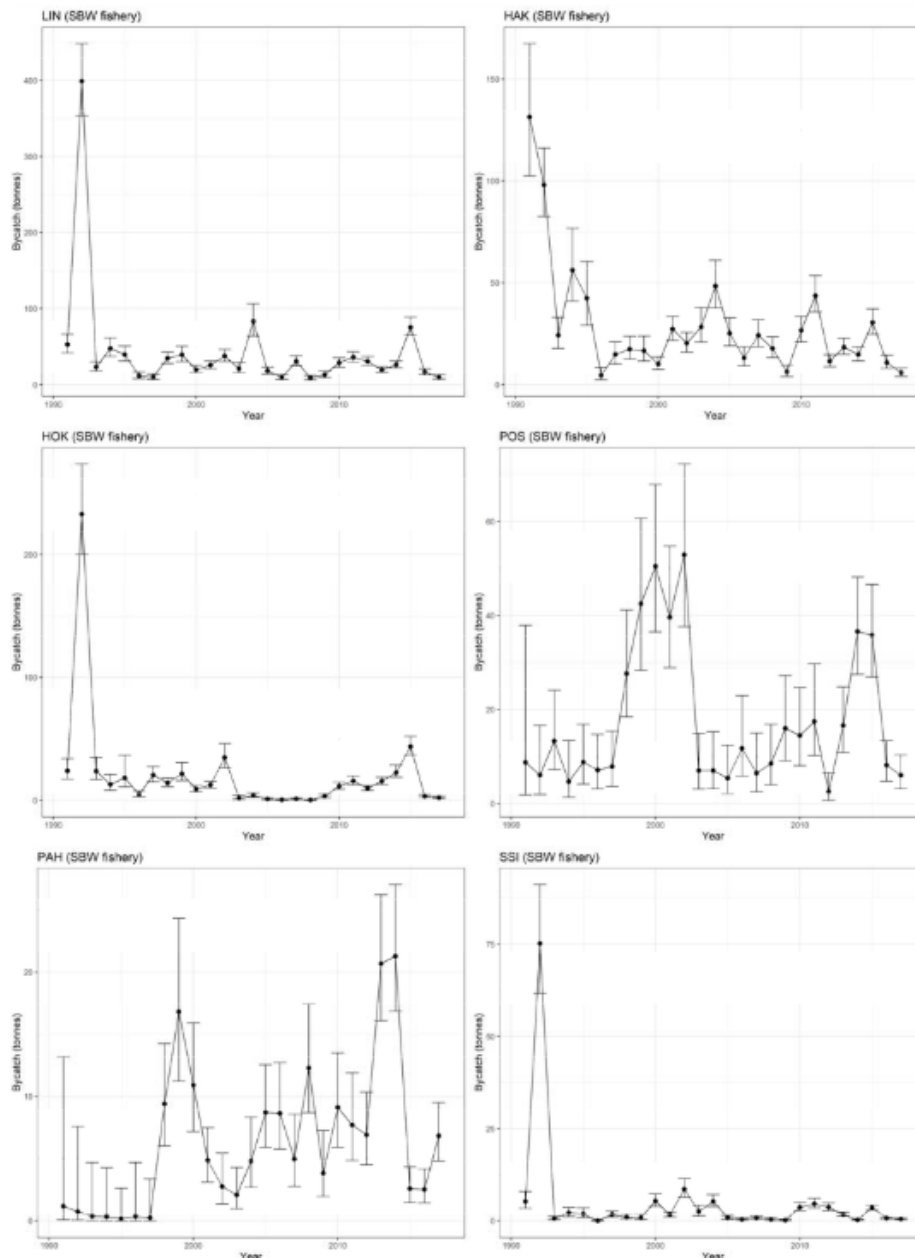 LIN (SBW fishery)
400
300
200
100
0
Bycatch (tonnes)
1990 2000 2010
Year
HAK (SBW fishery)
150
100
50
0
Bycatch (tonnes)
1990 2000 2010
Year
HOK (SBW fishery)
200
100
0
Bycatch (tonnes)
1990 2000 2010
Year
POS (SBW fishery)
60
40
20
0
Bycatch (tonnes)
1990 2000 2010
Year
PAH (SBW fishery)
20
10
0
Bycatch (tonnes)
1990 2000 2010
Year
SSI (SBW fishery)
75
50
25
0
Bycatch (tonnes)
1990 2000 2010
Year